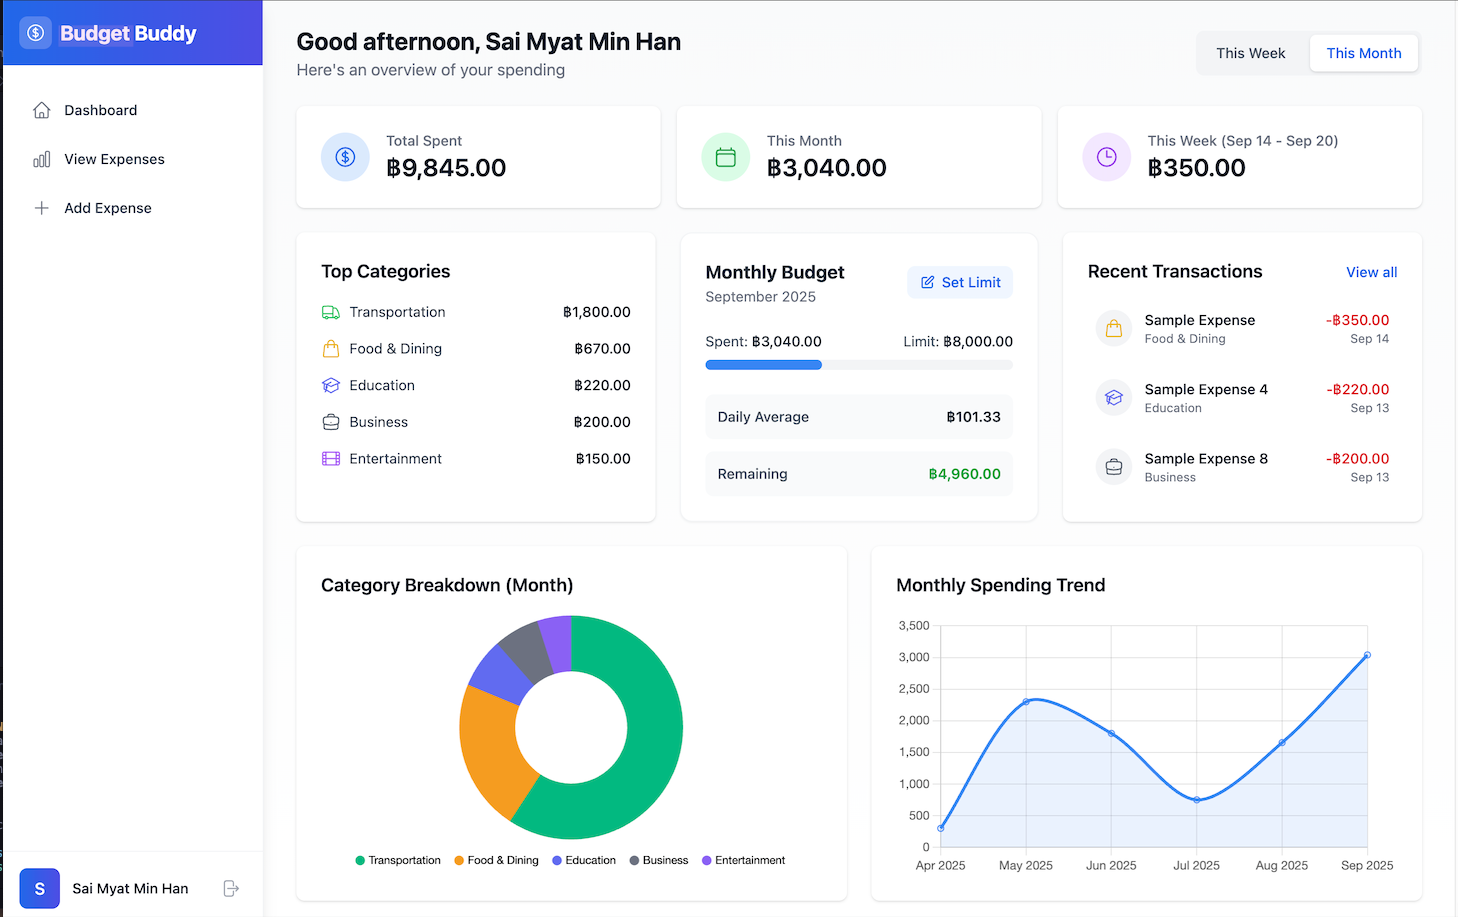 Budget Buddy
Dashboard
View Expenses
Add Expense
Good afternoon, Sai Myat Min Han
Here's an overview of your spending
This Week
This Month
Total Spent
฿9,845.00
This Month
฿3,040.00
This Week (Sep 14 - Sep 20)
฿350.00
Top Categories
Transportation ฿1,800.00
Food & Dining ฿670.00
Education ฿220.00
Business ฿200.00
Entertainment ฿150.00
Monthly Budget
September 2025
Set Limit
Spent: ฿3,040.00 Limit: ฿8,000.00
Daily Average ฿101.33
Remaining ฿4,960.00
Recent Transactions View all
Sample Expense -฿350.00
Food & Dining Sep 14
Sample Expense 4 -฿220.00
Education Sep 13
Sample Expense 8 -฿200.00
Business Sep 13
Category Breakdown (Month)
Transportation Food & Dining Education Business Entertainment
Monthly Spending Trend
3,500
3,000
2,500
2,000
1,500
1,000
500
0
Apr 2025 May 2025 Jun 2025 Jul 2025 Aug 2025 Sep 2025
S Sai Myat Min Han